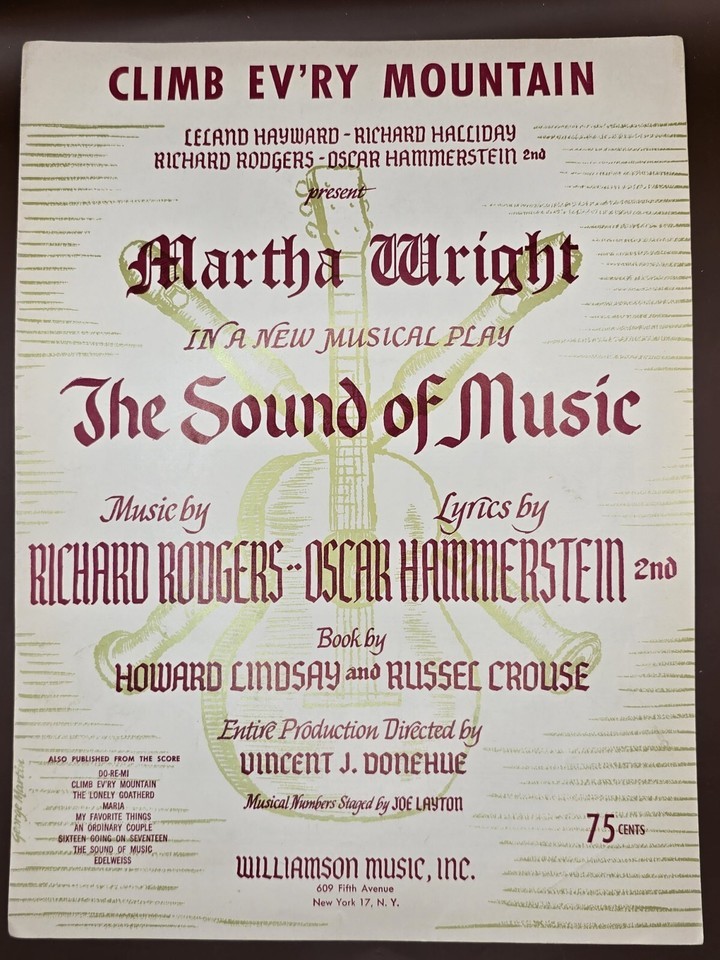 CLIMB EV'RY MOUNTAIN
LELAND HAYWARD - RICHARD HALLIDAY
RICHARD RODGERS - OSCAR HAMMERSTEIN 2nd
present
Martha Wright
IN A NEW MUSICAL PLAY
The Sound of Music
Music by Lyrics by
RICHARD RODGERS -- OSCAR HAMMERSTEIN 2nd
Book by
HOWARD LINDSAY and RUSSEL CROUSE
Entire Production Directed by
VINCENT J. DONEHUE
Musical Numbers Staged by JOE LAYTON
ALSO PUBLISHED FROM THE SCORE
DO-RE-MI
CLIMB EV'RY MOUNTAIN
THE LONELY GOATHERD
MARIA
MY FAVORITE THINGS
AN ORDINARY COUPLE
SIXTEEN GOING ON SEVENTEEN
THE SOUND OF MUSIC
EDELWEISS
George Martin
75 CENTS
WILLIAMSON MUSIC, INC.
609 Fifth Avenue
New York 17, N. Y.